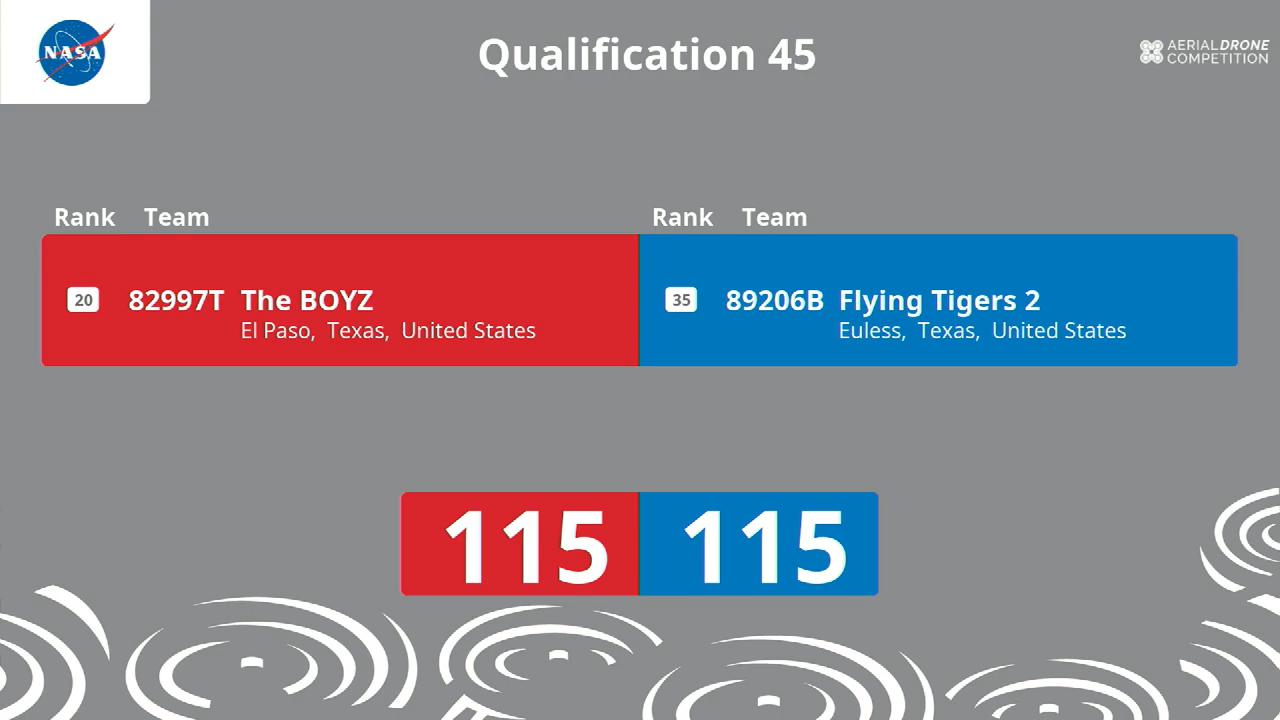 NASA
Qualification 45
AERIALDRONE
COMPETITION
Rank Team
20 82997T The BOYZ
El Paso, Texas, United States
Rank Team
35 89206B Flying Tigers 2
Euless, Texas, United States
115 115